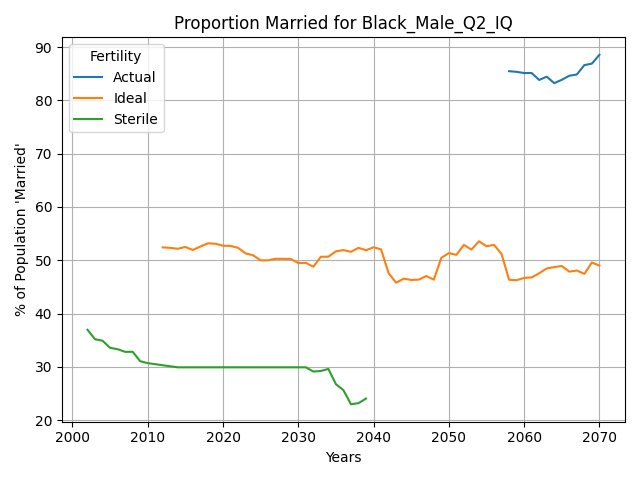 Proportion Married for Black_Male_Q2_IQ
Fertility
Actual
Ideal
Sterile
% of Population 'Married'
90
80
70
60
50
40
30
20
2000
2010
2020
2030
2040
2050
2060
2070
Years